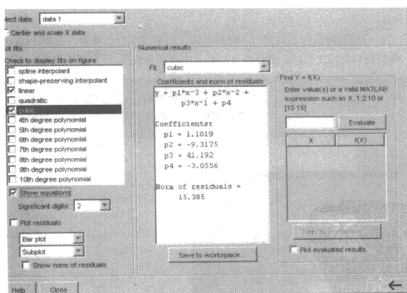 lect data: data 1
Center and scale X data
ot fits
Check to display fits on figure
spline interpolant
shape-preserving interpolant
linear
quadratic
cubic
4th degree polynomial
5th degree polynomial
6th degree polynomial
7th degree polynomial
8th degree polynomial
9th degree polynomial
10th degree polynomial
Show equations
Significant digits: 2
Plot residuals
Bar plot
Subplot
Show norm of residuals
Help Close
Numerical results
Fit: cubic
Coefficients and norm of residuals
y = p1*x^3 + p2*x^2 +
p3*x^1 + p4
Coefficients:
p1 = 1.1019
p2 = -9.3175
p3 = 41.192
p4 = -3.0556
Norm of residuals =
15.385
Save to workspace...
Find Y = f(X)
Enter value(s) or a valid MATLAB
expression such as X, 1:2:10 or
[10 15]
Evaluate
X f(X)
Plot evaluated results